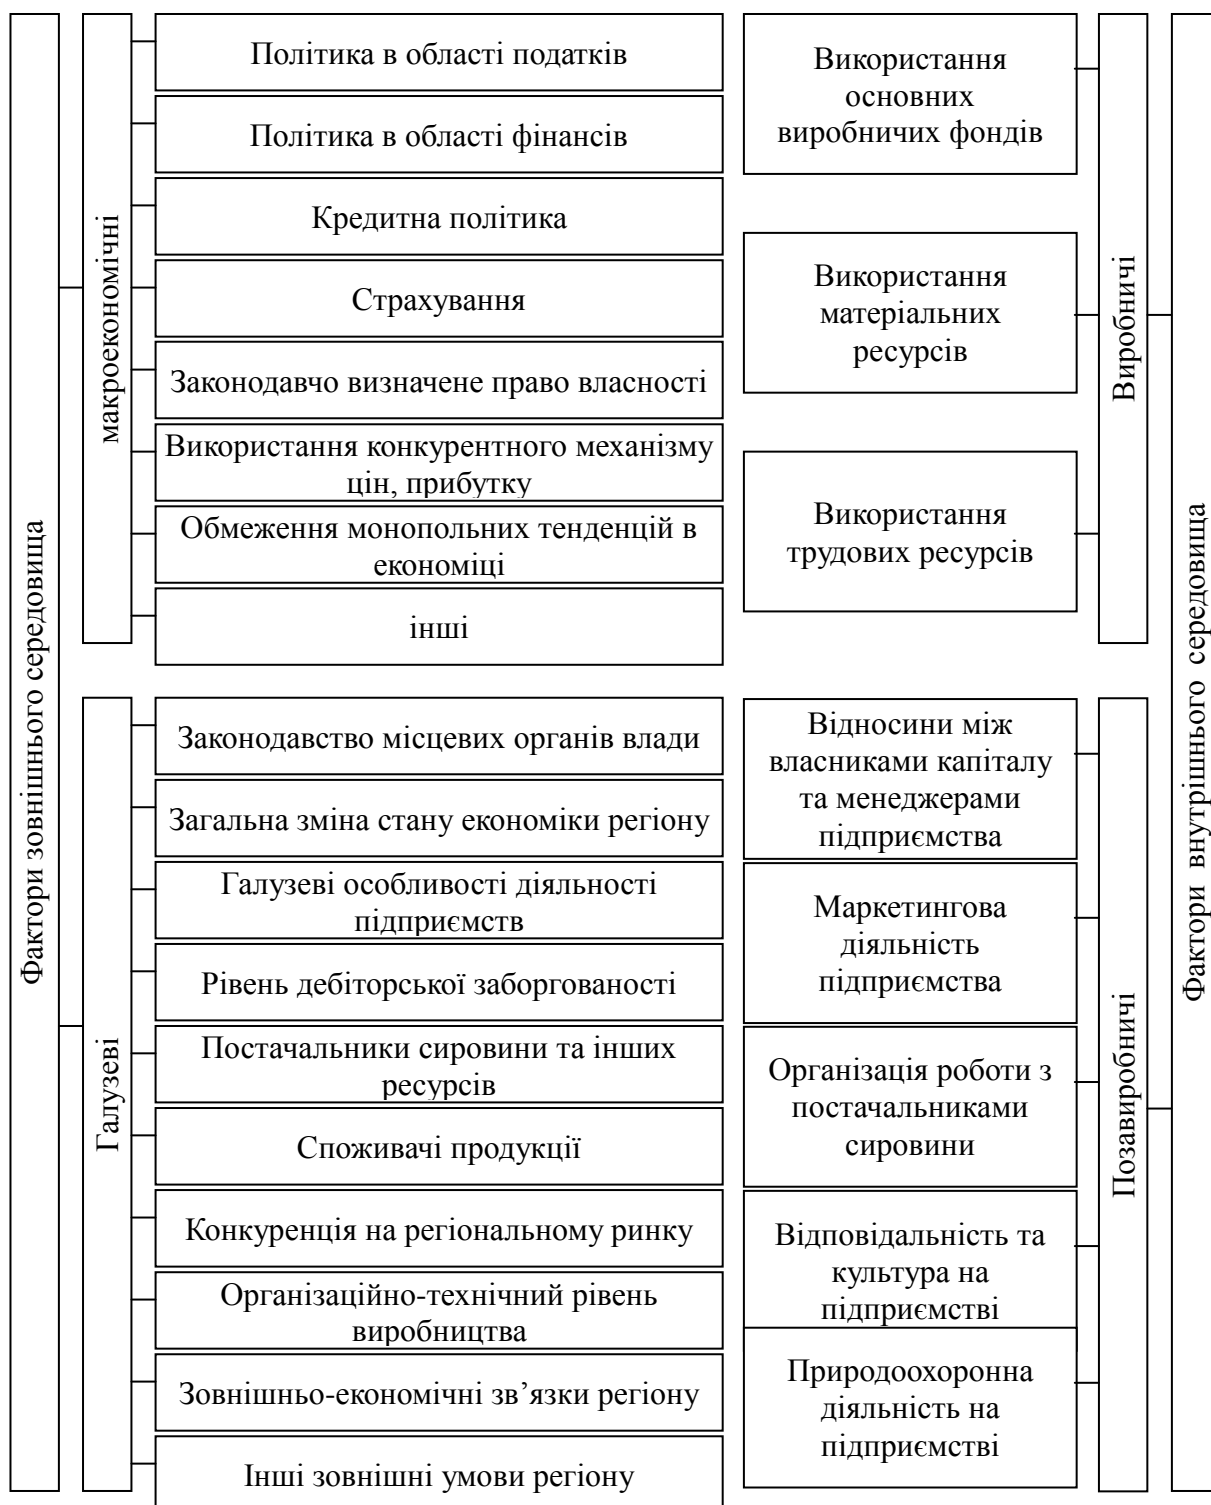 Фактори зовнішнього середовища
макроекономічні
Політика в області податків
Політика в області фінансів
Кредитна політика
Страхування
Законодавчо визначене право власності
Використання конкурентного механізму
цін, прибутку
Обмеження монопольних тенденцій в
економіці
інші
Галузеві
Законодавство місцевих органів влади
Загальна зміна стану економіки регіону
Галузеві особливості діяльності
підприємств
Рівень дебіторської заборгованості
Постачальники сировини та інших
ресурсів
Споживачі продукції
Конкуренція на регіональному ринку
Організаційно-технічний рівень
виробництва
Зовнішньо-економічні зв’язки регіону
Інші зовнішні умови регіону
Використання
основних
виробничих фондів
Використання
матеріальних
ресурсів
Використання
трудових ресурсів
Виробничі
Відносини між
власниками капіталу
та менеджерами
підприємства
Маркетингова
діяльність
підприємства
Організація роботи з
постачальниками
сировини
Відповідальність та
культура на
підприємстві
Природоохоронна
діяльність на
підприємстві
Позавиробничі
Фактори внутрішнього середовища